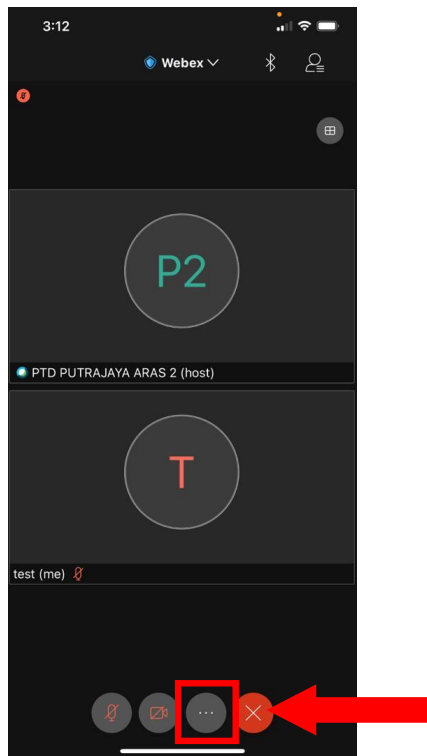 3:12
Webex
P2
PTD PUTRAJAYA ARAS 2 (host)
T
test (me)